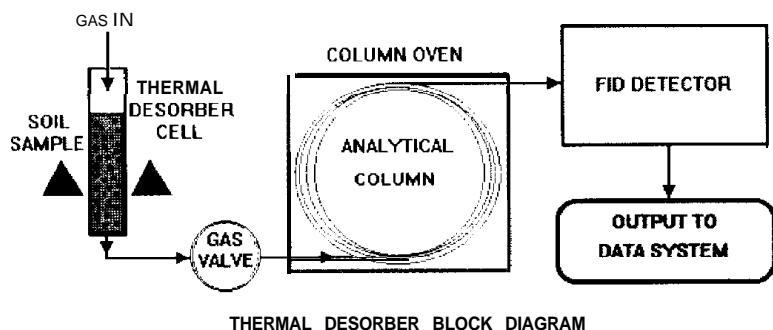 GAS IN
THERMAL
DESORBER
CELL
SOIL
SAMPLE
GAS
VALVE
COLUMN OVEN
ANALYTICAL
COLUMN
FID DETECTOR
OUTPUT TO
DATA SYSTEM
THERMAL DESORBER BLOCK DIAGRAM